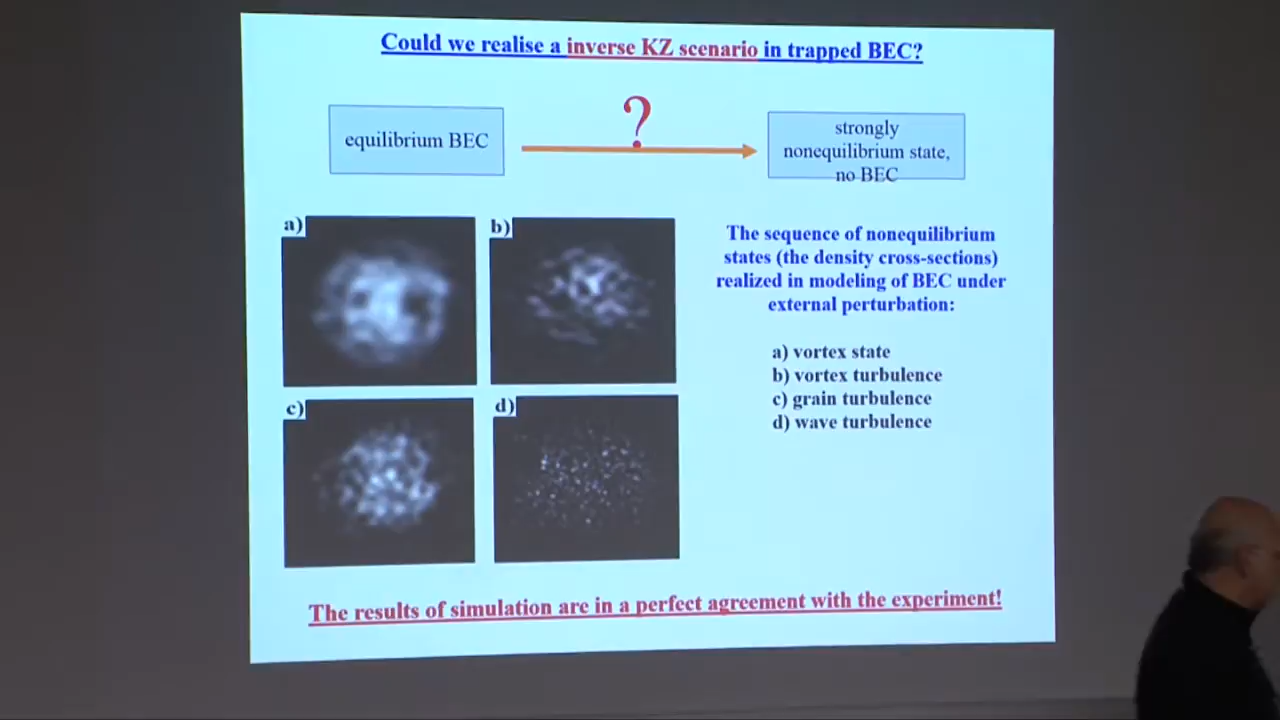 Could we realise a inverse KZ scenario in trapped BEC?
equilibrium BEC
?
strongly
nonequilibrium state,
no BEC
a)
b)
c)
d)
The sequence of nonequilibrium
states (the density cross-sections)
realized in modeling of BEC under
external perturbation:
a) vortex state
b) vortex turbulence
c) grain turbulence
d) wave turbulence
The results of simulation are in a perfect agreement with the experiment!